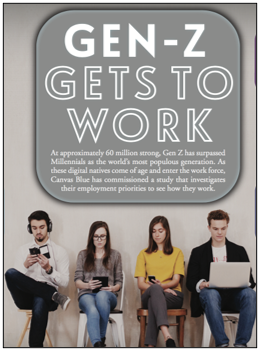 GEN-Z
GETS TO
WORK
At approximately 60 million strong, Gen Z has surpassed
Millennials as the world's most populous generation. As
these digital natives come of age and enter the work force,
Canvas Blue has commissioned a study that investigates
their employment priorities to see how they work.